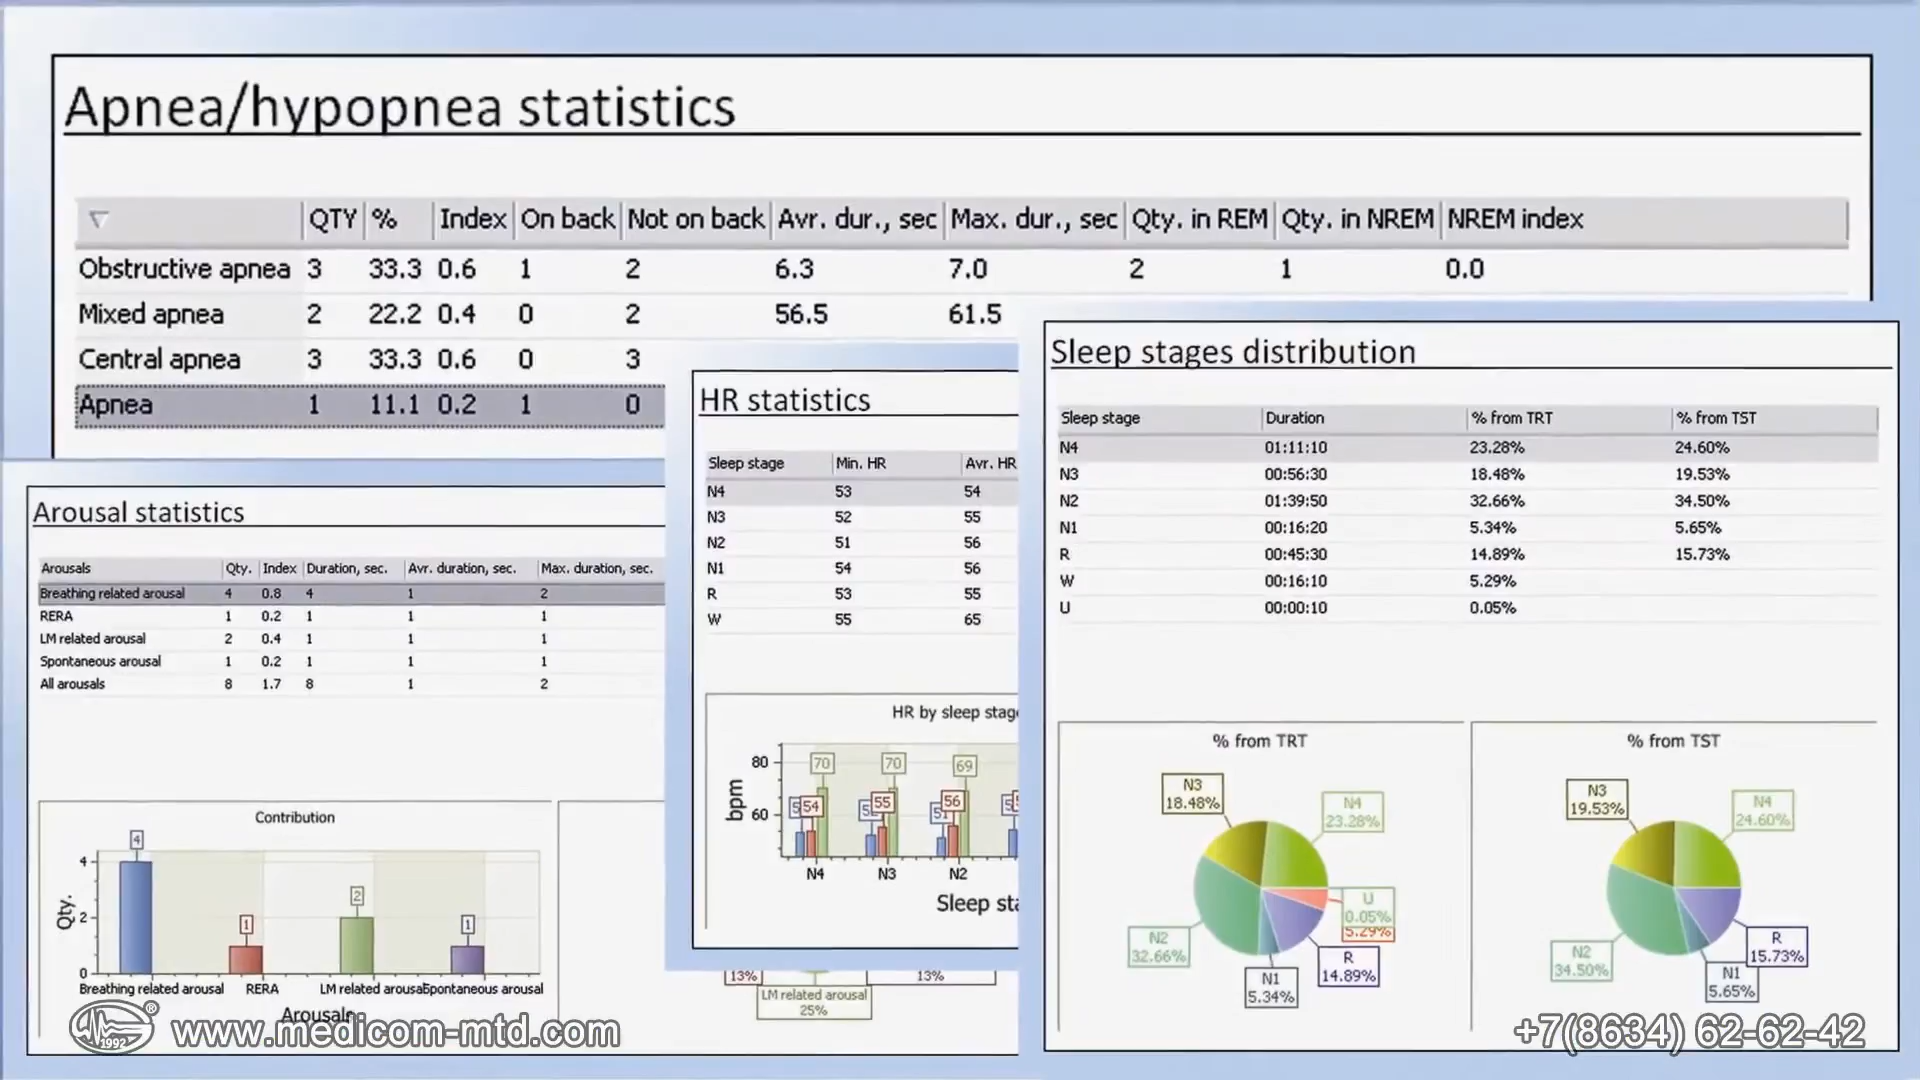 Apnea/hypopnea statistics
QTY % Index On back Not on back Avr. dur., sec Max. dur., sec Qty. in REM Qty. in NREM NREM index
Obstructive apnea 3 33.3 0.6 1 2 6.3 7.0 2 1 0.0
Mixed apnea 2 22.2 0.4 0 2 56.5 61.5
Central apnea 3 33.3 0.6 0 3
Apnea 1 11.1 0.2 1 0
Arousal statistics
Arousals Qty. Index Duration, sec. Avr. duration, sec. Max. duration, sec.
Breathing related arousal 4 0.8 4 1 2
RERA 1 0.2 1 1 1
LM related arousal 2 0.4 1 1 1
Spontaneous arousal 1 0.2 1 1 1
All arousals 8 1.7 8 1 2
Contribution
Qty.
4
2
0
4
1
2
1
Breathing related arousal RERA LM related arousal Spontaneous arousal
Arousals
13%
13%
LM related arousal
25%
HR statistics
Sleep stage Min. HR Avr. HR
N4 53 54
N3 52 55
N2 51 56
N1 54 56
R 53 55
W 55 65
HR by sleep stage
bpm
80
60
70 70 69
54 55 51 56
N4 N3 N2
Sleep sta
Sleep stages distribution
Sleep stage Duration % from TRT % from TST
N4 01:11:10 23.28% 24.60%
N3 00:56:30 18.48% 19.53%
N2 01:39:50 32.66% 34.50%
N1 00:16:20 5.34% 5.65%
R 00:45:30 14.89% 15.73%
W 00:16:10 5.29%
U 00:00:10 0.05%
% from TRT
N3
18.48%
N4
23.28%
U
0.05%
5.29%
N2
32.66%
R
14.89%
N1
5.34%
% from TST
N3
19.53%
N4
24.60%
N2
34.50%
R
15.73%
N1
5.65%
1992
®
www.medicom-mtd.com
+7(8634) 62-62-42